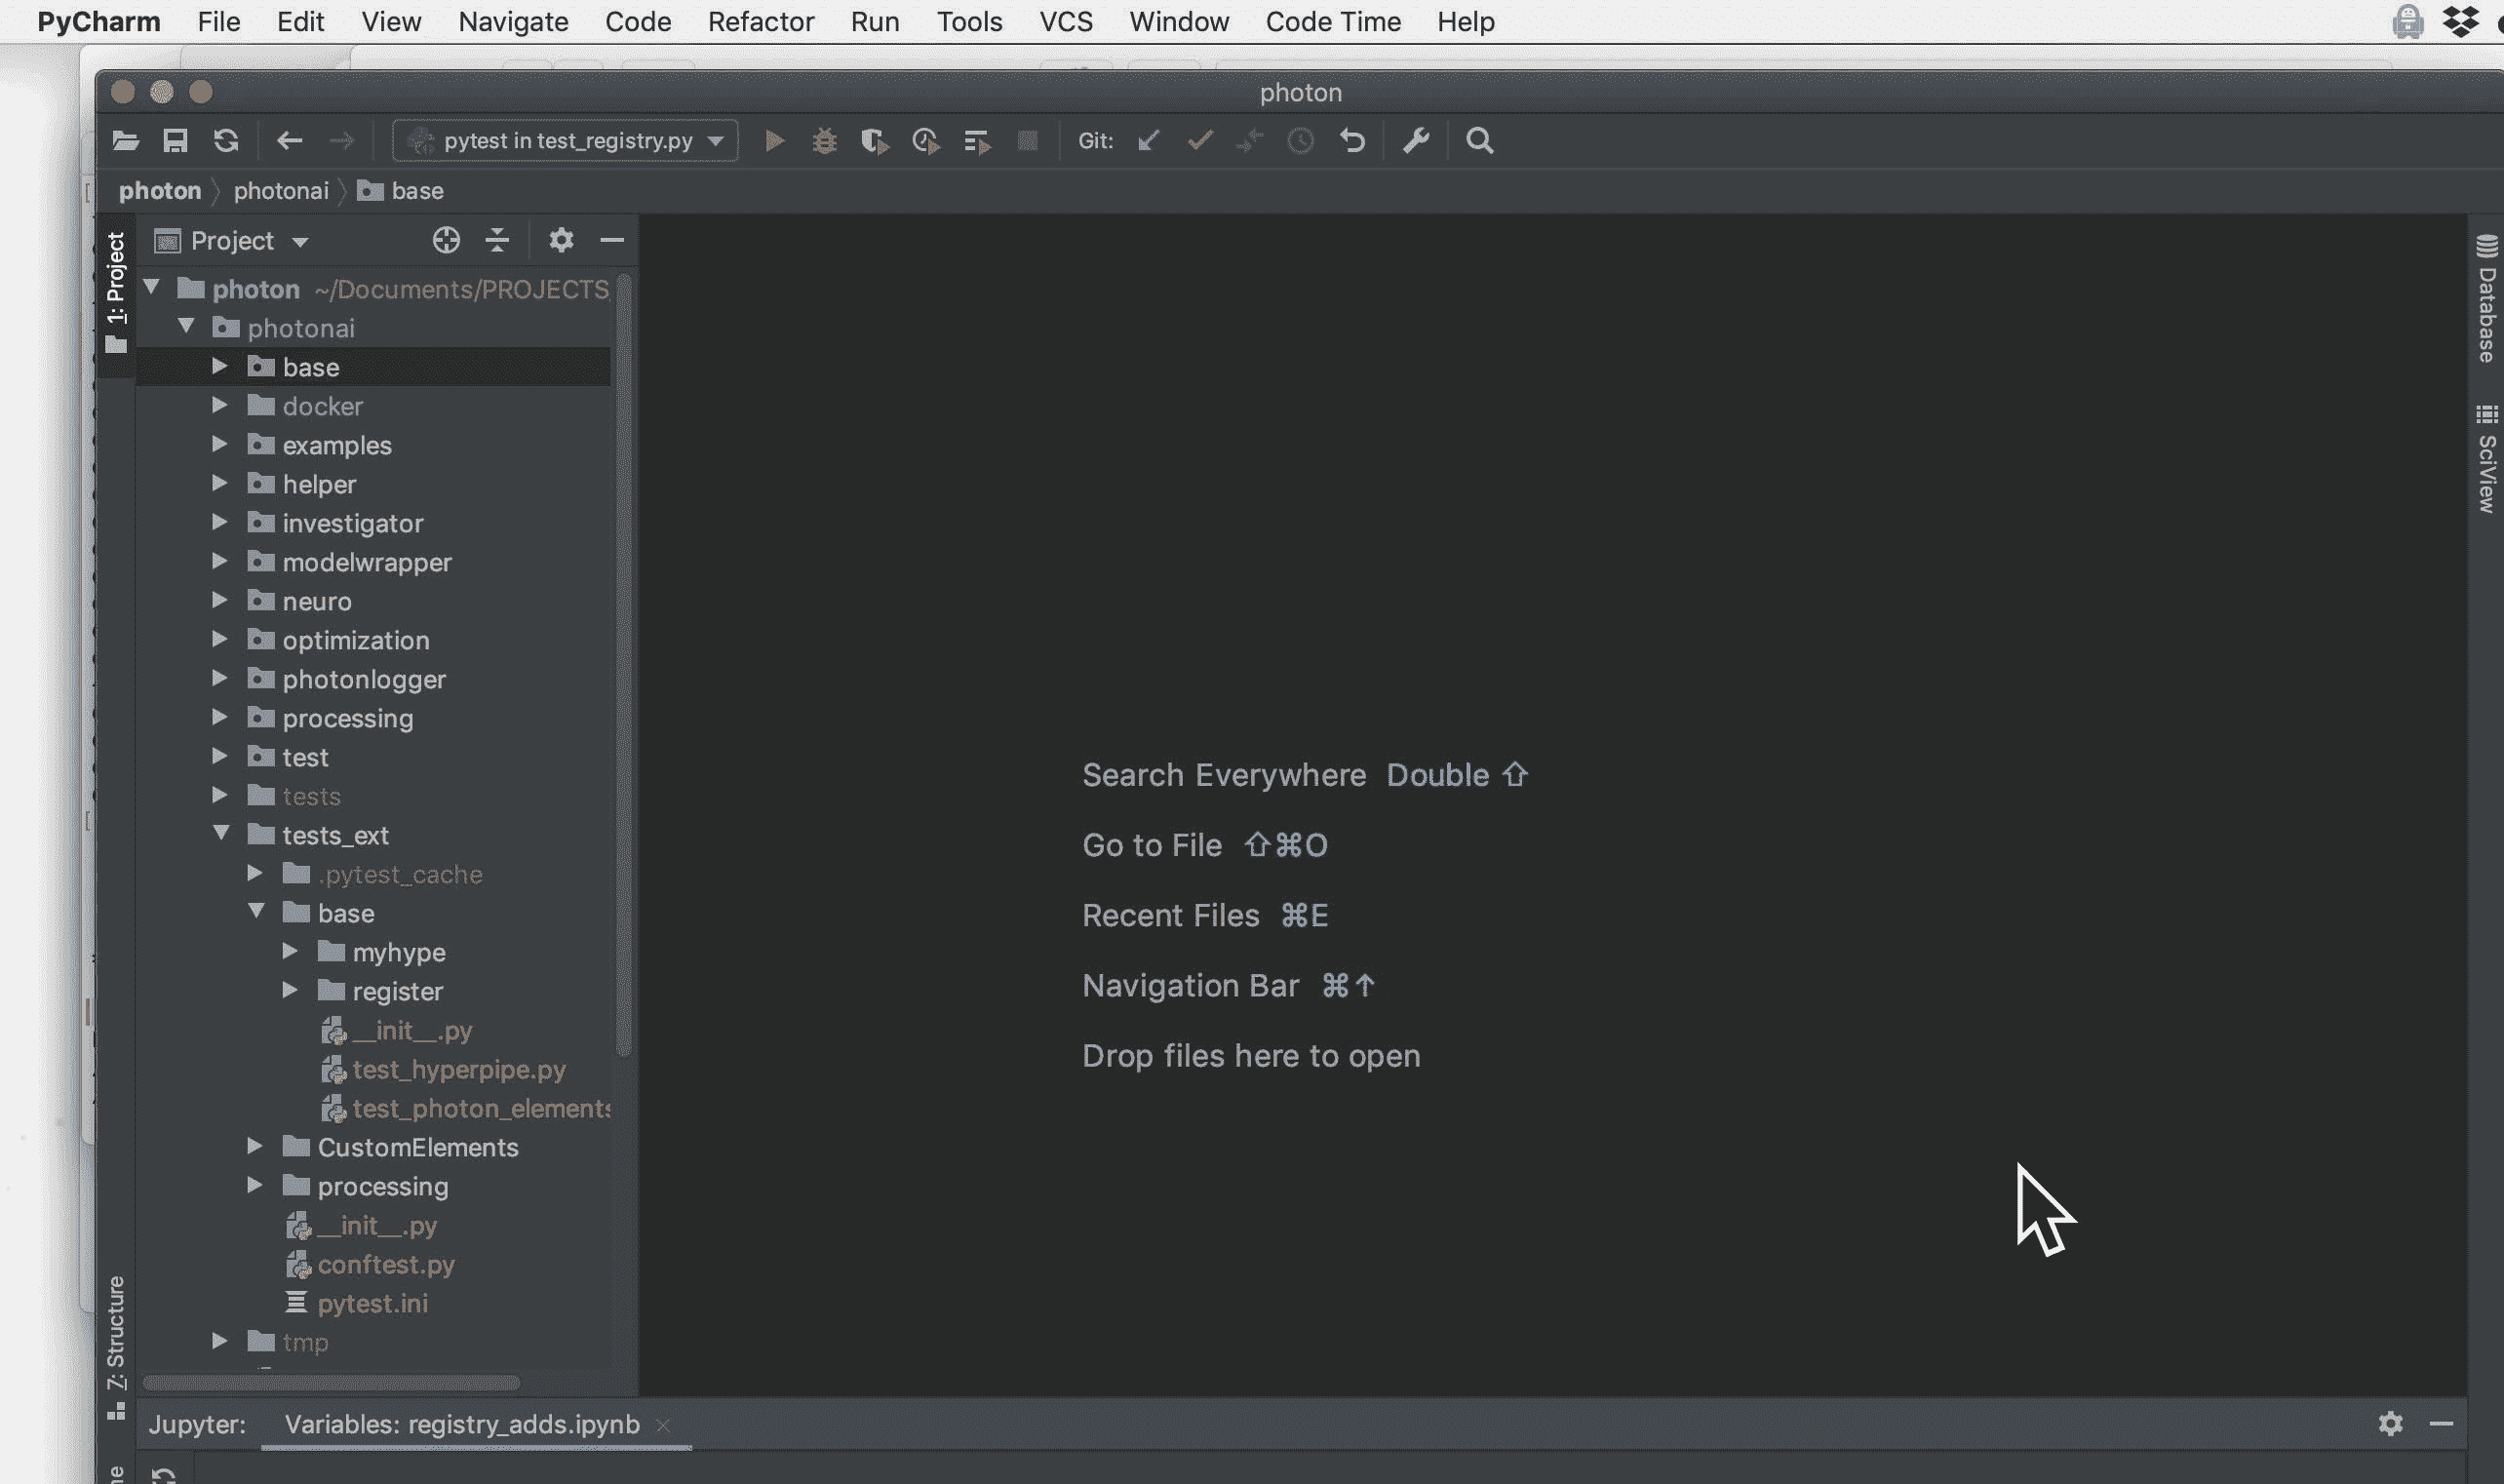 PyCharm File Edit View Navigate Code Refactor Run Tools VCS Window Code Time Help
photon
pytest in test_registry.py Git:
photon photonai base
1: Project
Project
photon ~/Documents/PROJECTS
photonai
base
docker
examples
helper
investigator
modelwrapper
neuro
optimization
photonlogger
processing
test
tests
tests_ext
.pytest_cache
base
myhype
register
__init__.py
test_hyperpipe.py
test_photon_elements
CustomElements
processing
__init__.py
conftest.py
pytest.ini
tmp
Search Everywhere Double ⇧
Go to File ⇧⌘O
Recent Files ⌘E
Navigation Bar ⌘↑
Drop files here to open
Database
SciView
7: Structure
Jupyter: Variables: registry_adds.ipynb ×